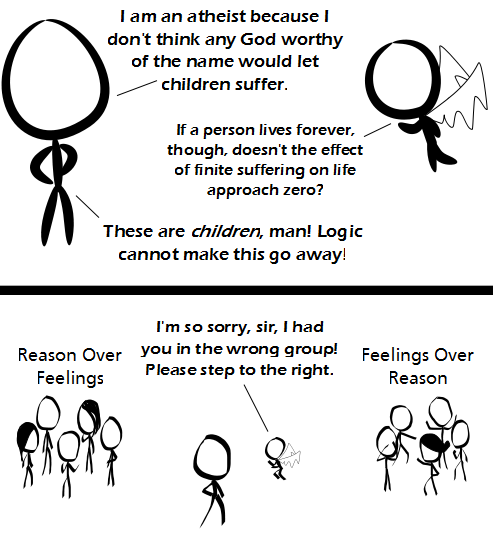 I am an atheist because I
don't think any God worthy
of the name would let
children suffer.
If a person lives forever,
though, doesn't the effect
of finite suffering on life
approach zero?
These are children, man! Logic
cannot make this go away!
I'm so sorry, sir, I had
you in the wrong group!
Please step to the right.
Reason Over
Feelings
Feelings Over
Reason